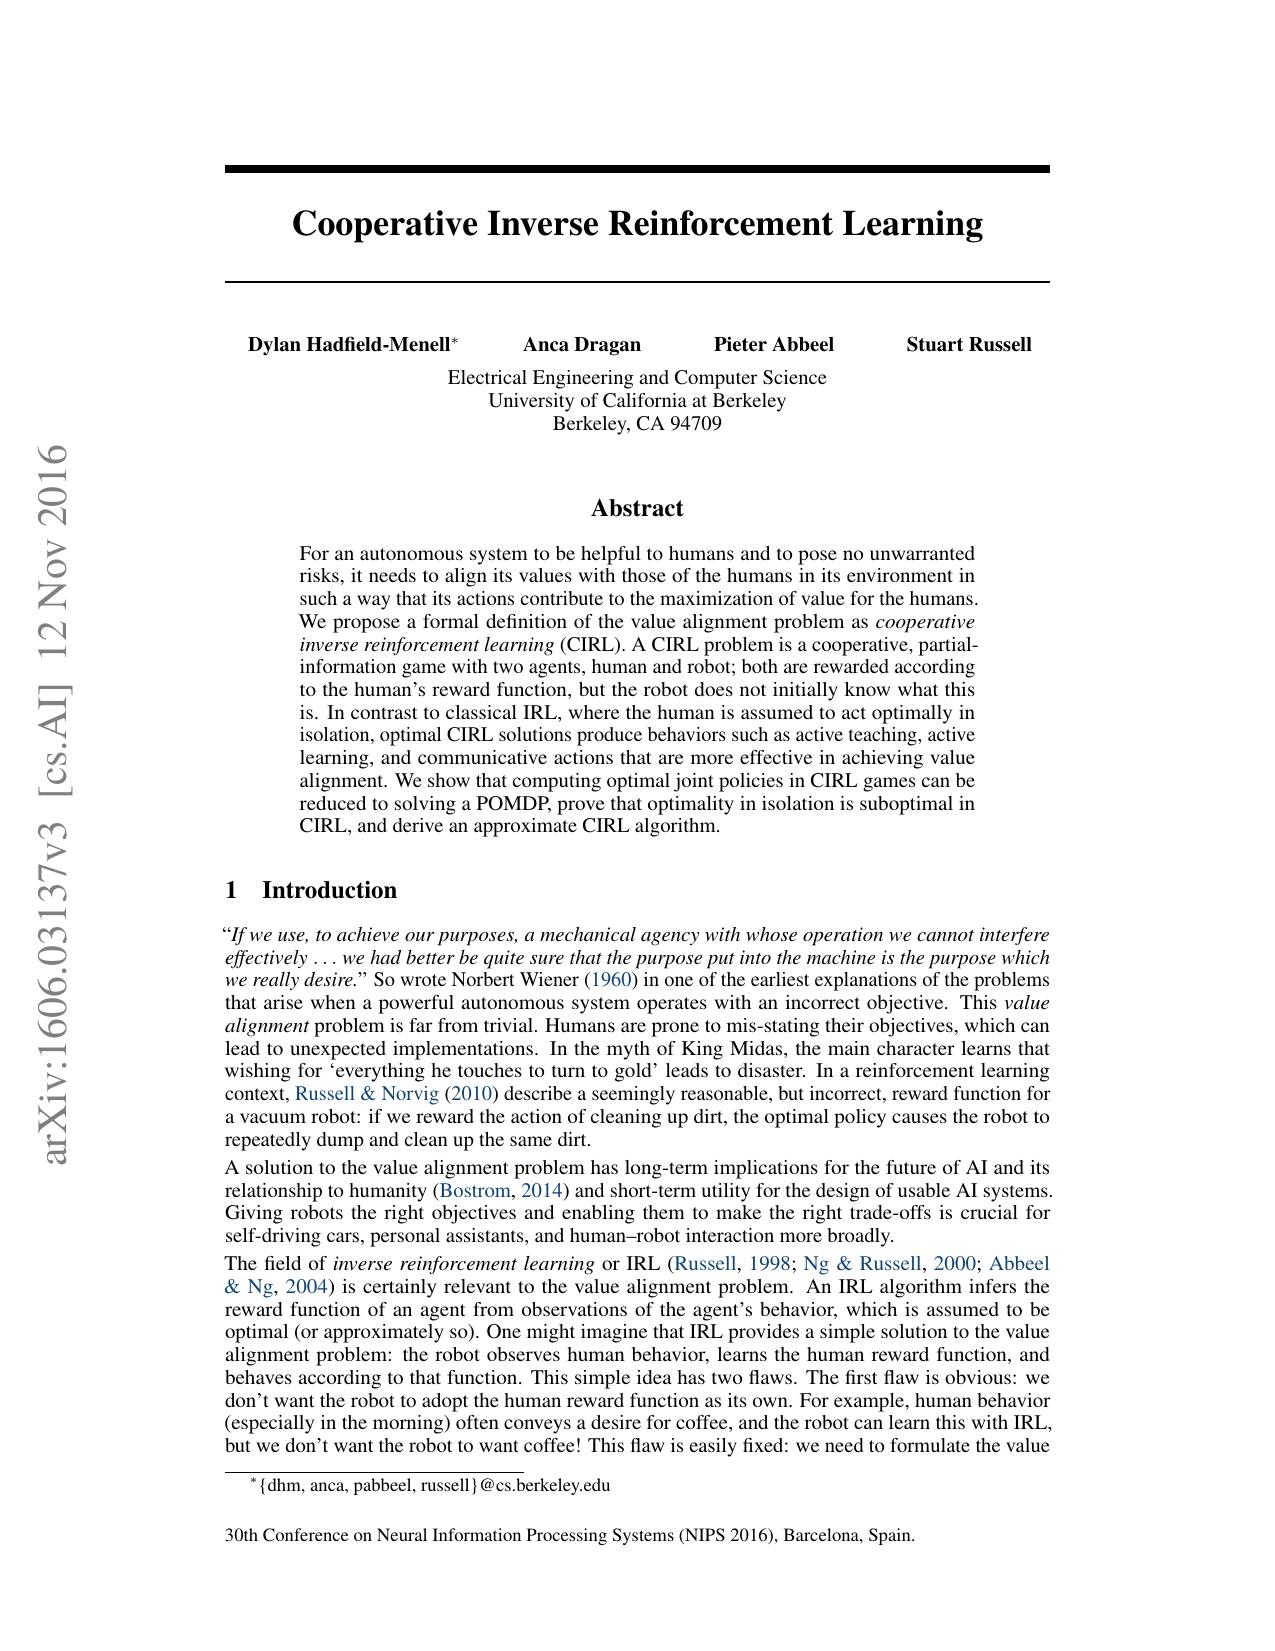 arXiv:1606.03137v3 [cs.AI] 12 Nov 2016
Cooperative Inverse Reinforcement Learning
Dylan Hadfield-Menell* Anca Dragan Pieter Abbeel Stuart Russell
Electrical Engineering and Computer Science
University of California at Berkeley
Berkeley, CA 94709
Abstract
For an autonomous system to be helpful to humans and to pose no unwarranted
risks, it needs to align its values with those of the humans in its environment in
such a way that its actions contribute to the maximization of value for the humans.
We propose a formal definition of the value alignment problem as cooperative
inverse reinforcement learning (CIRL). A CIRL problem is a cooperative, partial-
information game with two agents, human and robot; both are rewarded according
to the human's reward function, but the robot does not initially know what this
is. In contrast to classical IRL, where the human is assumed to act optimally in
isolation, optimal CIRL solutions produce behaviors such as active teaching, active
learning, and communicative actions that are more effective in achieving value
alignment. We show that computing optimal joint policies in CIRL games can be
reduced to solving a POMDP, prove that optimality in isolation is suboptimal in
CIRL, and derive an approximate CIRL algorithm.
1 Introduction
“If we use, to achieve our purposes, a mechanical agency with whose operation we cannot interfere
effectively . . . we had better be quite sure that the purpose put into the machine is the purpose which
we really desire.” So wrote Norbert Wiener (1960) in one of the earliest explanations of the problems
that arise when a powerful autonomous system operates with an incorrect objective. This value
alignment problem is far from trivial. Humans are prone to mis-stating their objectives, which can
lead to unexpected implementations. In the myth of King Midas, the main character learns that
wishing for ‘everything he touches to turn to gold’ leads to disaster. In a reinforcement learning
context, Russell & Norvig (2010) describe a seemingly reasonable, but incorrect, reward function for
a vacuum robot: if we reward the action of cleaning up dirt, the optimal policy causes the robot to
repeatedly dump and clean up the same dirt.
A solution to the value alignment problem has long-term implications for the future of AI and its
relationship to humanity (Bostrom, 2014) and short-term utility for the design of usable AI systems.
Giving robots the right objectives and enabling them to make the right trade-offs is crucial for
self-driving cars, personal assistants, and human–robot interaction more broadly.
The field of inverse reinforcement learning or IRL (Russell, 1998; Ng & Russell, 2000; Abbeel
& Ng, 2004) is certainly relevant to the value alignment problem. An IRL algorithm infers the
reward function of an agent from observations of the agent's behavior, which is assumed to be
optimal (or approximately so). One might imagine that IRL provides a simple solution to the value
alignment problem: the robot observes human behavior, learns the human reward function, and
behaves according to that function. This simple idea has two flaws. The first flaw is obvious: we
don't want the robot to adopt the human reward function as its own. For example, human behavior
(especially in the morning) often conveys a desire for coffee, and the robot can learn this with IRL,
but we don't want the robot to want coffee! This flaw is easily fixed: we need to formulate the value
*{dhm, anca, pabbeel, russell}@cs.berkeley.edu
30th Conference on Neural Information Processing Systems (NIPS 2016), Barcelona, Spain.